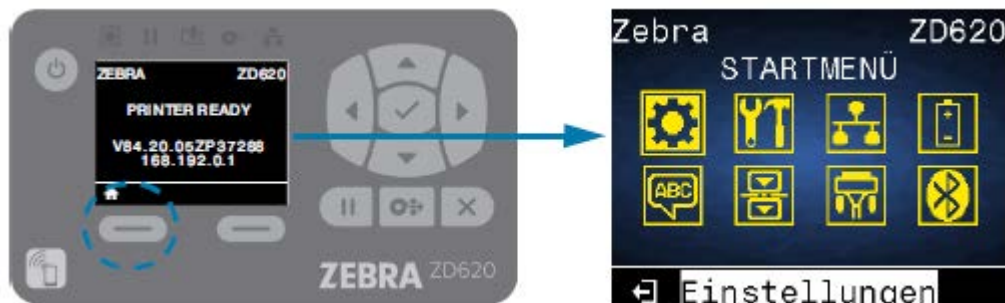 ZEBRA ZD620
PRINTER READY
V84.20.05ZP37288
168.192.0.1
ZEBRA ZD620
Zebra ZD620
STARTMENÜ
ABC
Einstellungen